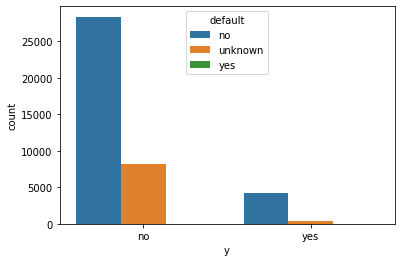 default
no
unknown
yes
25000
20000
15000
10000
5000
0
count
no yes
y